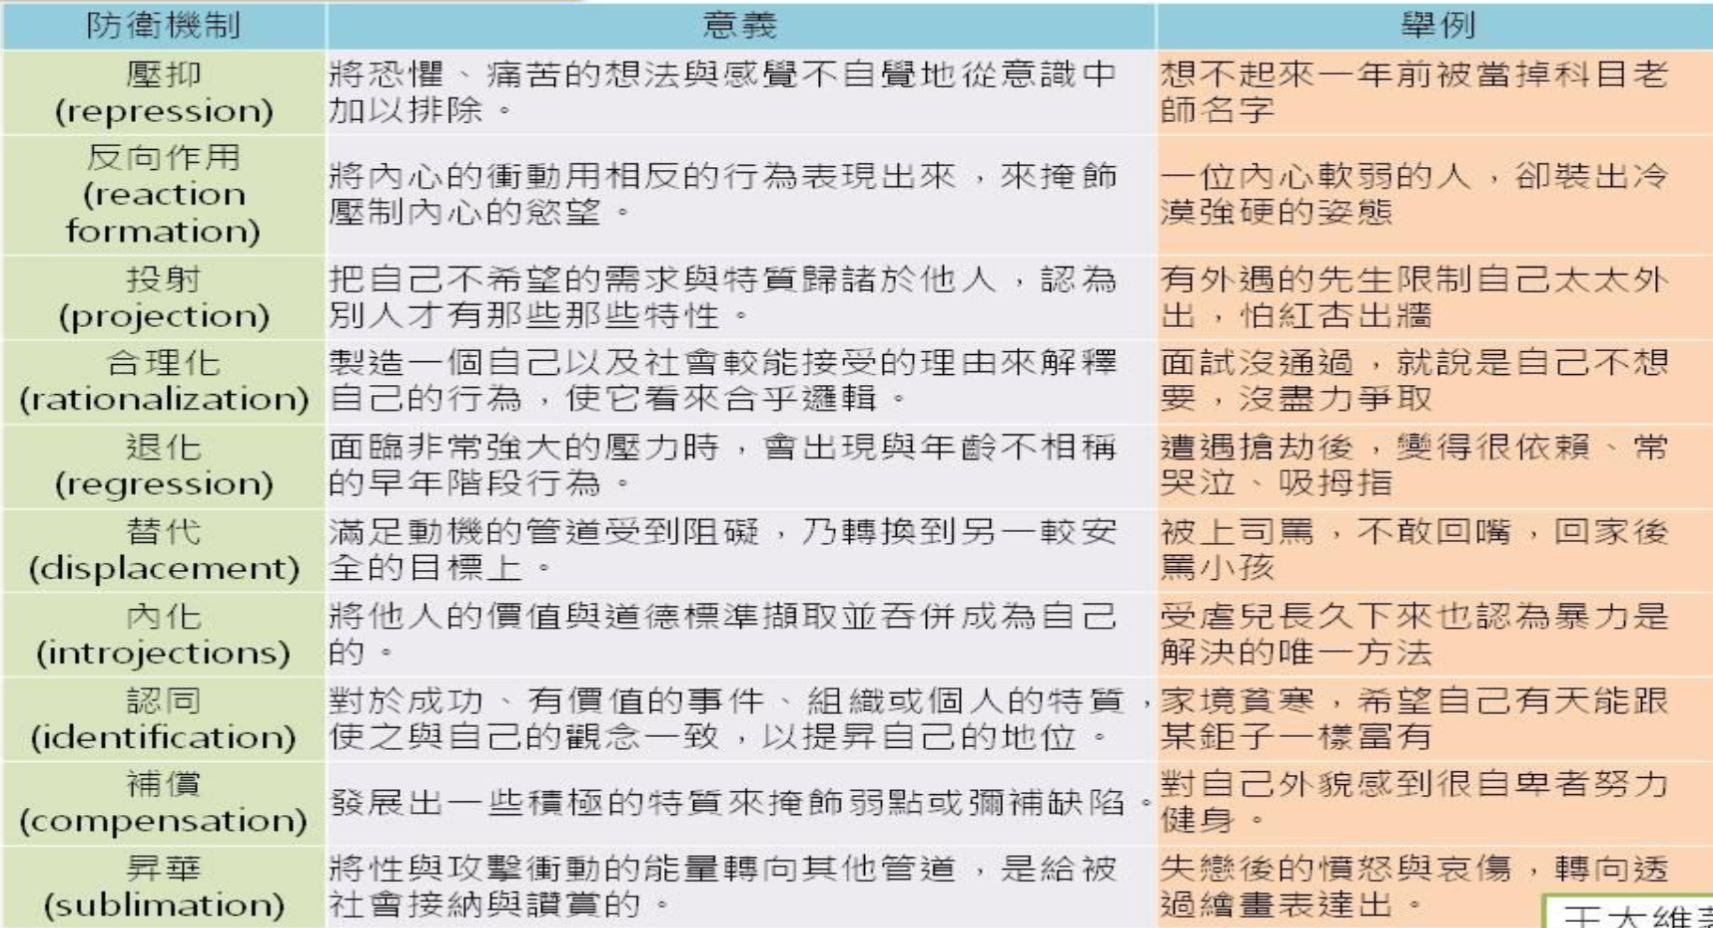 防衛機制 意義 舉例
壓抑
(repression)
將恐懼、痛苦的想法與感覺不自覺地從意識中
加以排除。
想不起來一年前被當掉科目老
師名字
反向作用
(reaction
formation)
將內心的衝動用相反的行為表現出來，來掩飾
壓制內心的慾望。
一位內心軟弱的人，卻裝出冷
漠強硬的姿態
投射
(projection)
把自己不希望的需求與特質歸諸於他人，認為
別人才有那些那些特性。
有外遇的先生限制自己太太外
出，怕紅杏出牆
合理化
(rationalization)
製造一個自己以及社會較能接受的理由來解釋
自己的行為，使它看來合乎邏輯。
面試沒通過，就說是自己不想
要，沒盡力爭取
退化
(regression)
面臨非常強大的壓力時，會出現與年齡不相稱
的早年階段行為。
遭遇搶劫後，變得很依賴、常
哭泣、吸拇指
替代
(displacement)
滿足動機的管道受到阻礙，乃轉換到另一較安
全的目標上。
被上司罵，不敢回嘴，回家後
罵小孩
內化
(introjections)
將他人的價值與道德標準擷取並吞併成為自己
的。
受虐兒長久下來也認為暴力是
解決的唯一方法
認同
(identification)
對於成功、有價值的事件、組織或個人的特質，
使之與自己的觀念一致，以提昇自己的地位。
家境貧寒，希望自己有天能跟
某鉅子一樣富有
補償
(compensation)
發展出一些積極的特質來掩飾弱點或彌補缺陷。
對自己外貌感到很自卑者努力
健身。
昇華
(sublimation)
將性與攻擊衝動的能量轉向其他管道，是給被
社會接納與讚賞的。
失戀後的憤怒與哀傷，轉向透
過繪畫表達出。
王大維